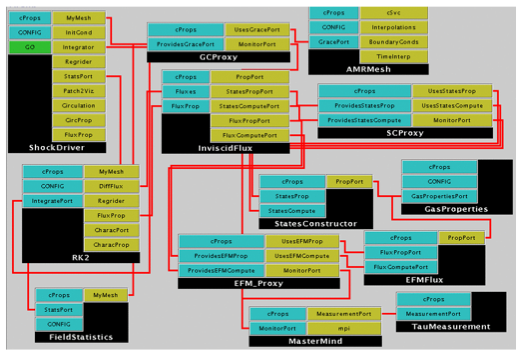 cProps MyMesh
CONFIG InitCond
GO Integrator
Regrider
StatsPort
Patch2Vis
Circulation
CircProp
FluxProp
ShockDriver
cProps UsesGracePort
ProvidesGracePort MonitorPort
GCProxy
cProps cSvc
CONFIG Interpolations
GracePort BoundaryConds
TimeInterp
AMRMesh
cProps PropPort
Fluxes StatesPropPort
FluxProp StatesComputePort
FluxPropPort
FluxComputePort
InviscidFlux
cProps UsesStatesProp
ProvidesStatesProp UsesStatesCompute
ProvidesStatesCompute MonitorPort
SCProxy
cProps MyMesh
CONFIG DiffFlux
IntegratePort Regrider
FluxProp
CharacPort
CharacProp
RK2
cProps PropPort
StatesProp
StatesCompute
StatesConstructor
cProps
CONFIG
GasPropertiesPort
GasProperties
cProps UsesEFMProp
ProvidesEFMProp UsesEFMCompute
ProvidesEFMCompute MonitorPort
EFM_Proxy
cProps PropPort
FluxPropPort
FluxComputePort
EFMFlux
cProps MyMesh
StatsPort
CONFIG
FieldStatistics
cProps MeasurementPort
MonitorPort mpi
MasterMind
cProps
MeasurementPort
TauMeasurement